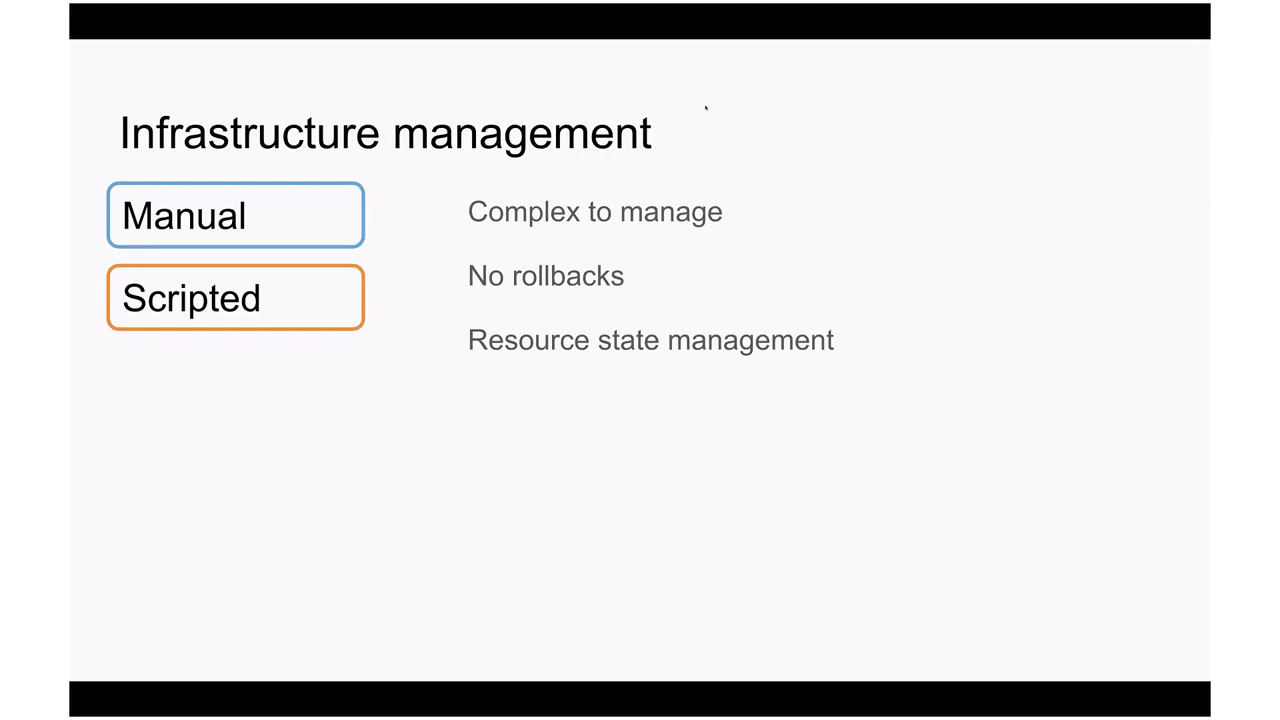 Infrastructure management
Manual
Scripted
Complex to manage
No rollbacks
Resource state management